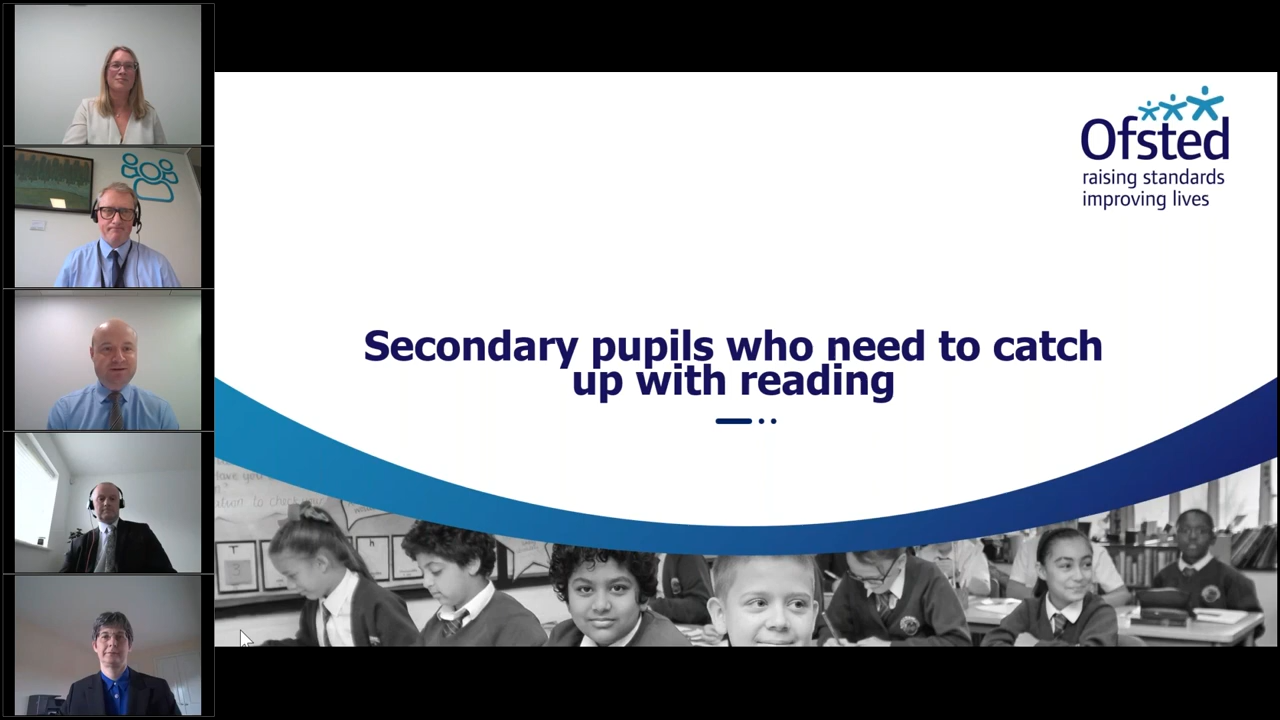 Ofsted
raising standards
improving lives
Secondary pupils who need to catch
up with reading